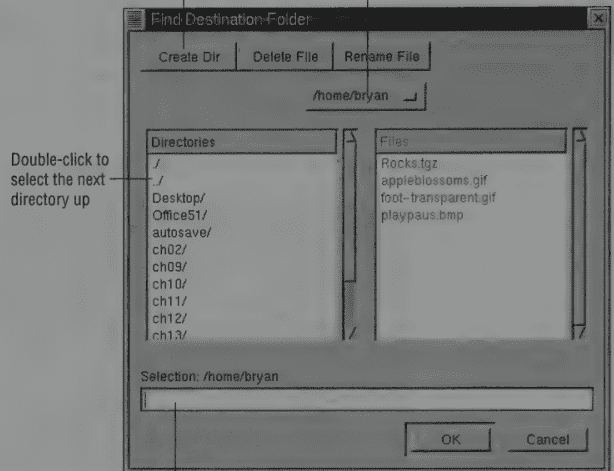 Find Destination Folder
Create Dir
Delete File
Rename File
/home/bryan
Directories
Files
./
../
Desktop/
Office51/
autosave/
ch02/
ch09/
ch10/
ch11/
ch12/
ch13/
Rocks.tgz
appleblossoms.gif
foot-transparent.gif
playpaus.bmp
Double-click to
select the next
directory up
Selection: /home/bryan
OK
Cancel